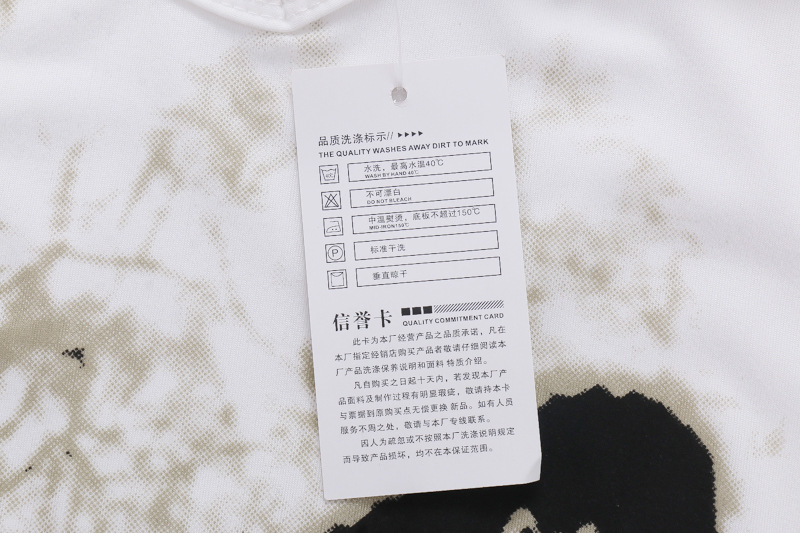 品质洗涤标示// ▸▸▸▸
THE QUALITY WASHES AWAY DIRT TO MARK
水洗，最高水温40℃
WASH BY HAND 40℃
不可漂白
DO NOT BLEACH
中温熨烫，底板不超过150℃
MID-IRON150℃
标准干洗
P
垂直晾干
信誉卡
QUALITY COMMITMENT CARD
此卡为本厂经营产品之品质承诺，凡在
本厂指定经销店购买产品者敬请仔细阅读本
厂产品洗涤保养说明和面料 特质介绍。
凡自购买之日起十天内，若发现本厂产
品面料及制作过程有明显瑕疵，敬请持本卡
与票据到原购买点无偿更换 新品。如有人员
服务不周之处，敬请与本厂专线联系。
因人为疏忽或不按照本厂洗涤说明规定
而导致产品损坏，均不在本保证范围。